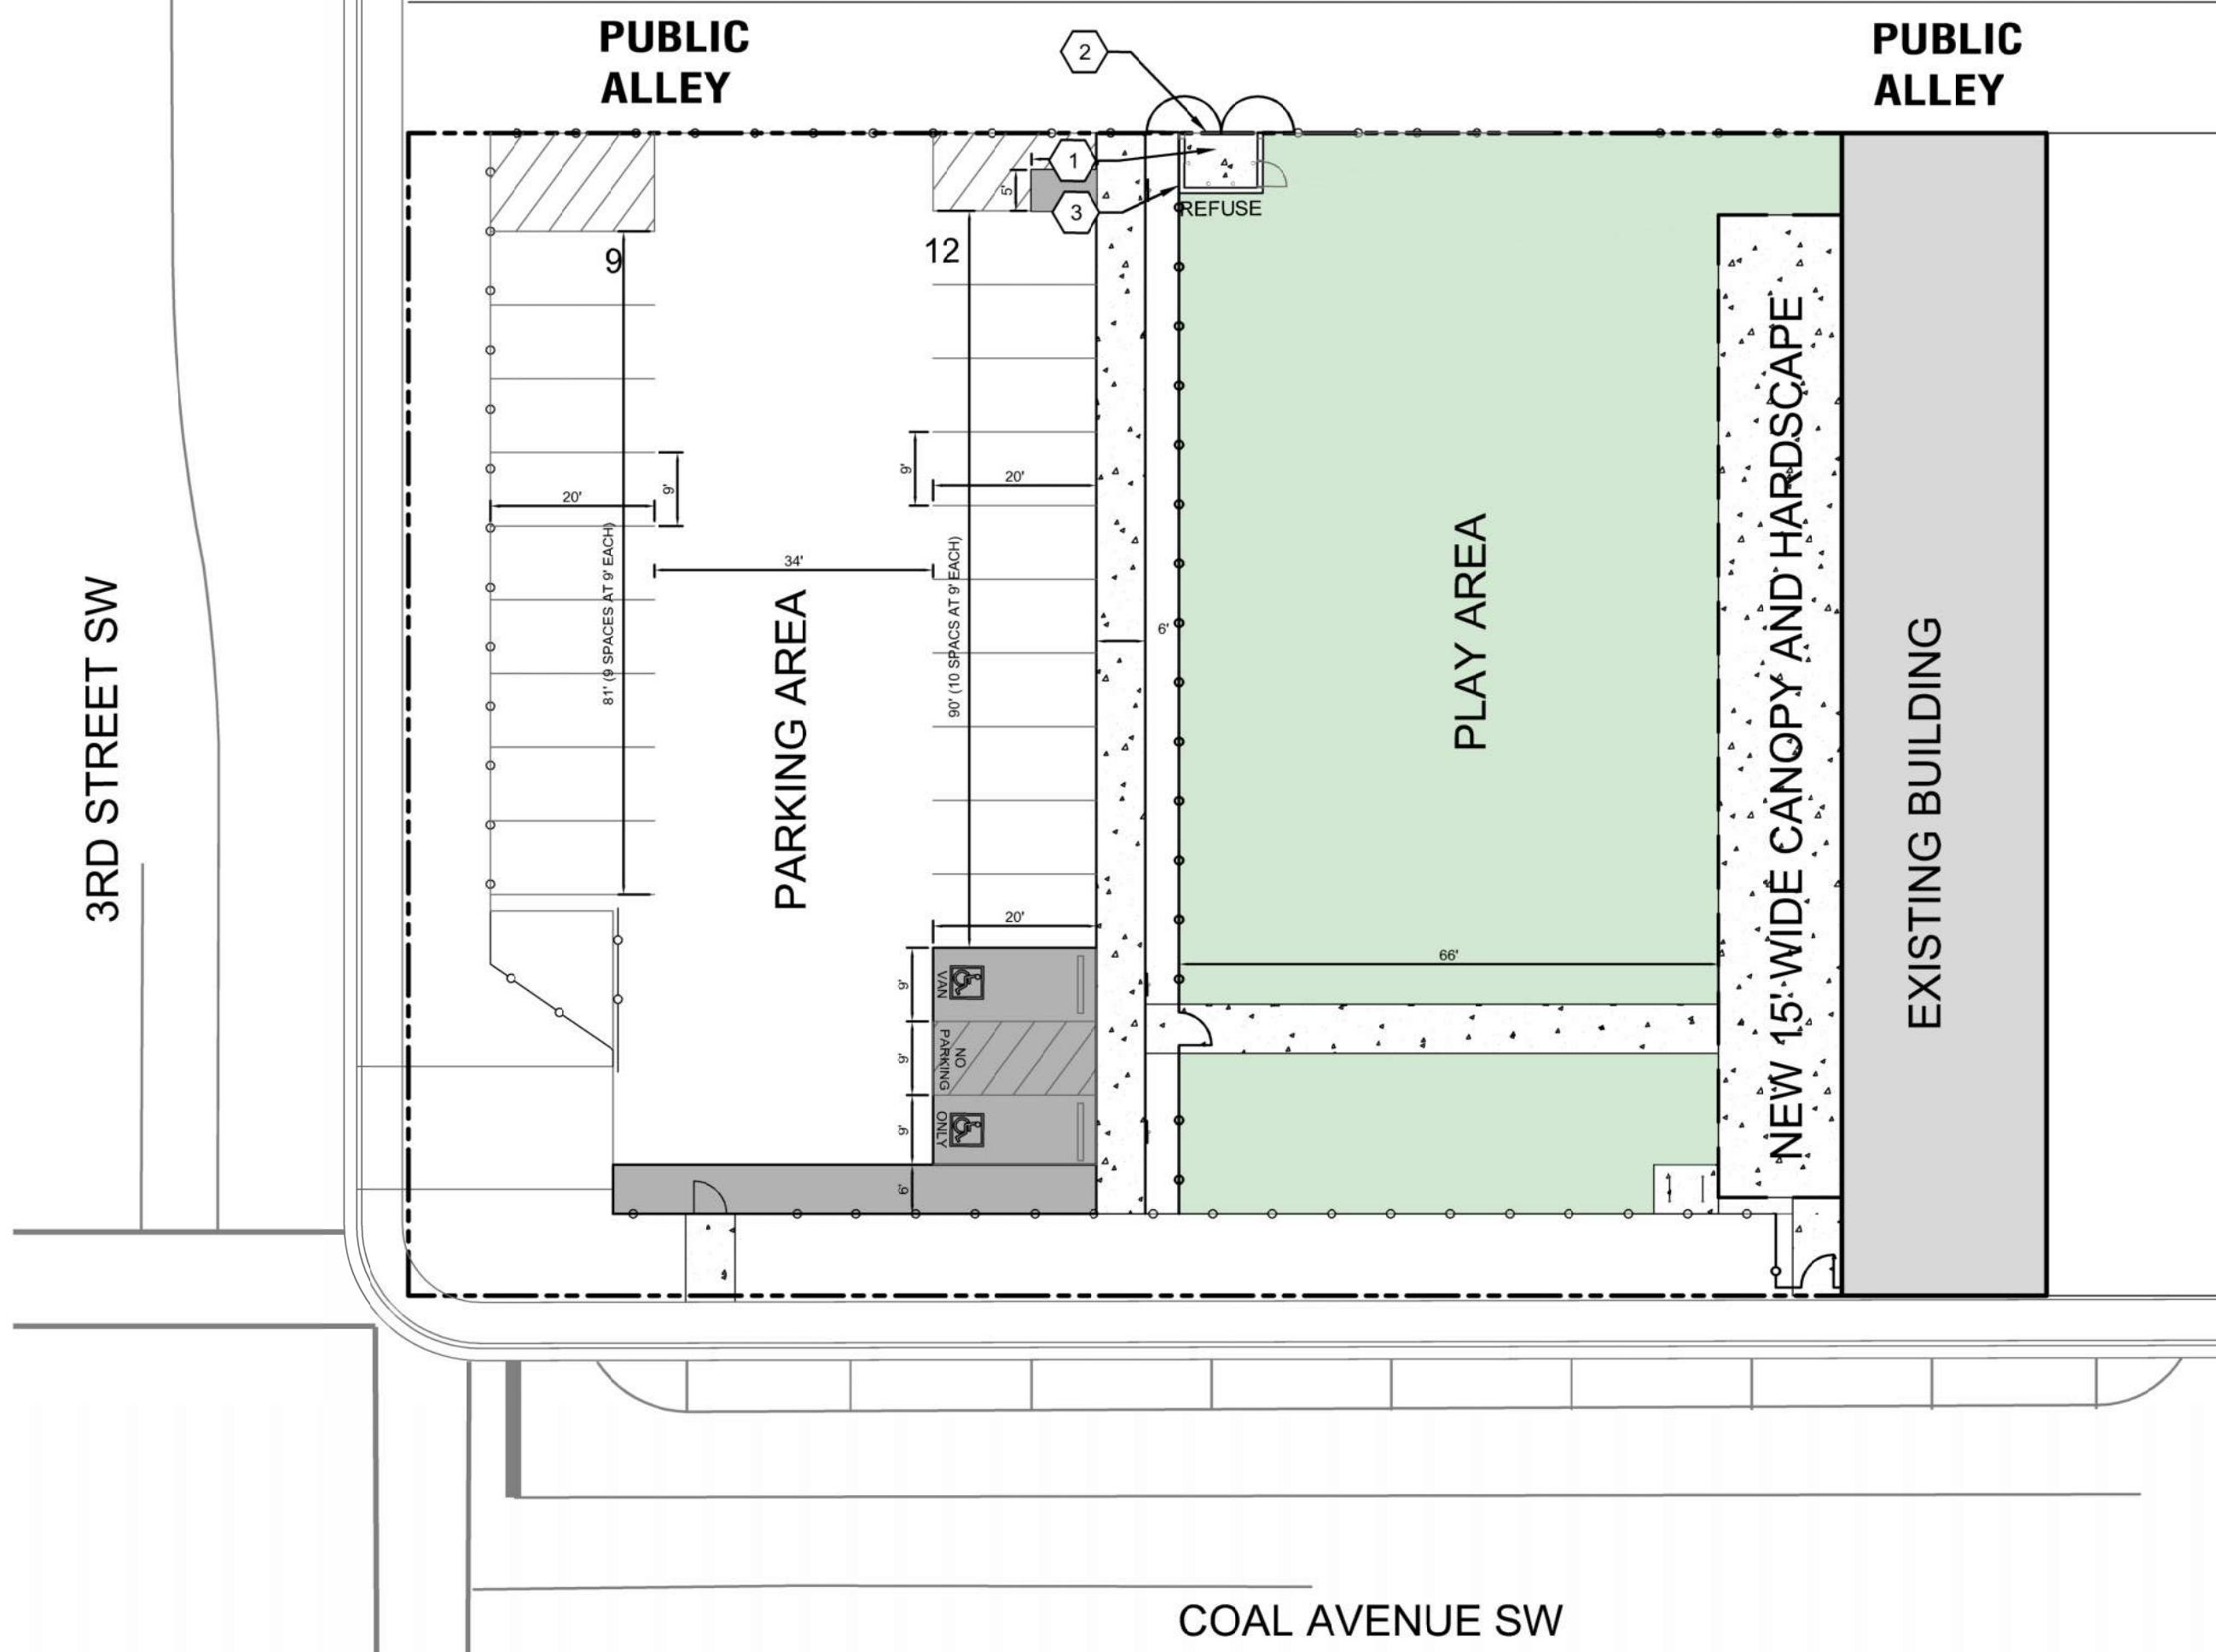 PUBLIC
ALLEY
PUBLIC
ALLEY
2
1
3
5'
REFUSE
9
12
9'
20'
9'
20'
34'
81' (9 SPACES AT 9' EACH)
90' (10 SPACS AT 9' EACH)
6'
3RD STREET SW
PARKING AREA
PLAY AREA
NEW 15' WIDE CANOPY AND HARDSCAPE
EXISTING BUILDING
20'
66'
9'
VAN
9'
NO
PARKING
9'
ONLY
6'
COAL AVENUE SW